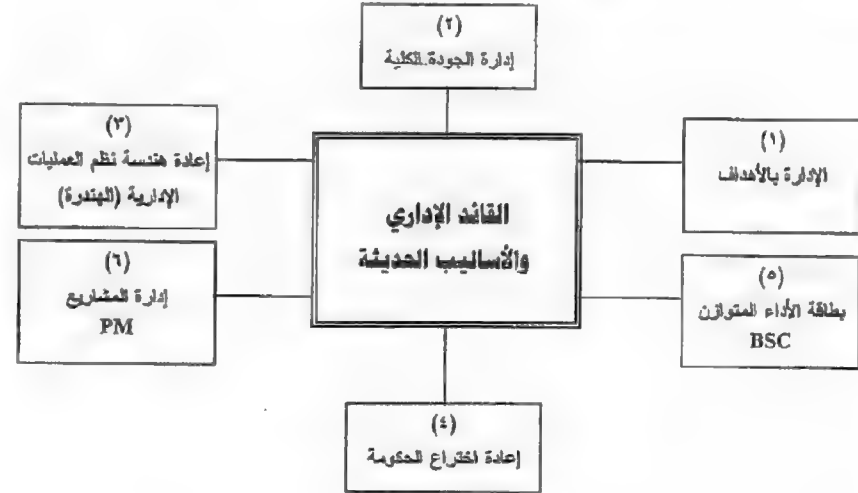 (٢)
إدارة الجودة الكلية
(٣)
إعادة هندسة نظم العمليات
الإدارية (الهندرة)
(١)
الإدارة بالأهداف
القائد الإداري
والأساليب الحديثة
(٦)
إدارة المشاريع
PM
(٥)
بطاقة الأداء المتوازن
BSC
(٤)
إعادة اختراع الحكومة